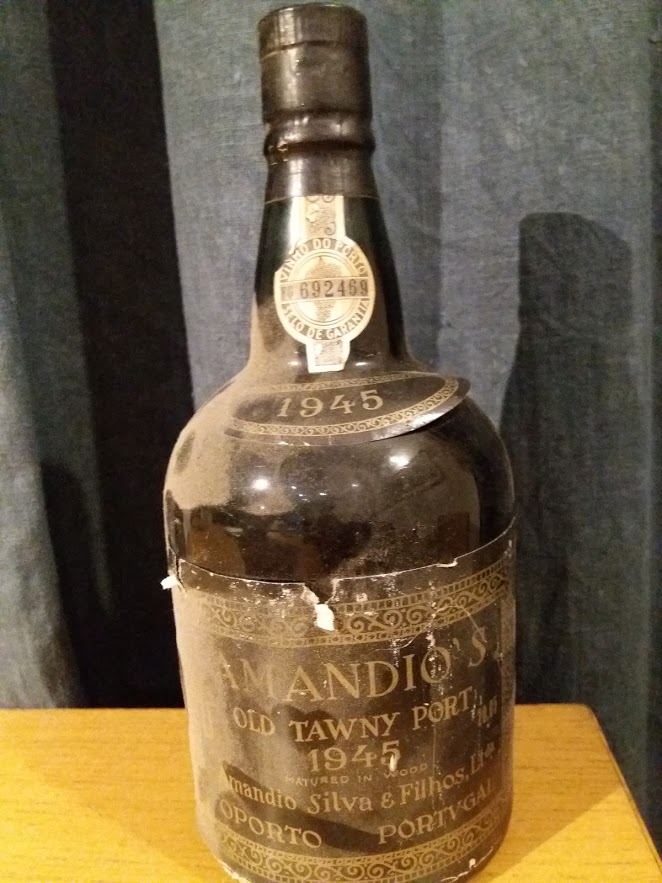 VINHO DO PORTO
692469
SELO DE GARANTIA
1945
AMANDIO'S
OLD TAWNY PORT
1945
MATURED IN WOOD
Amandio Silva & Filhos, Lda
OPORTO PORTVGAL